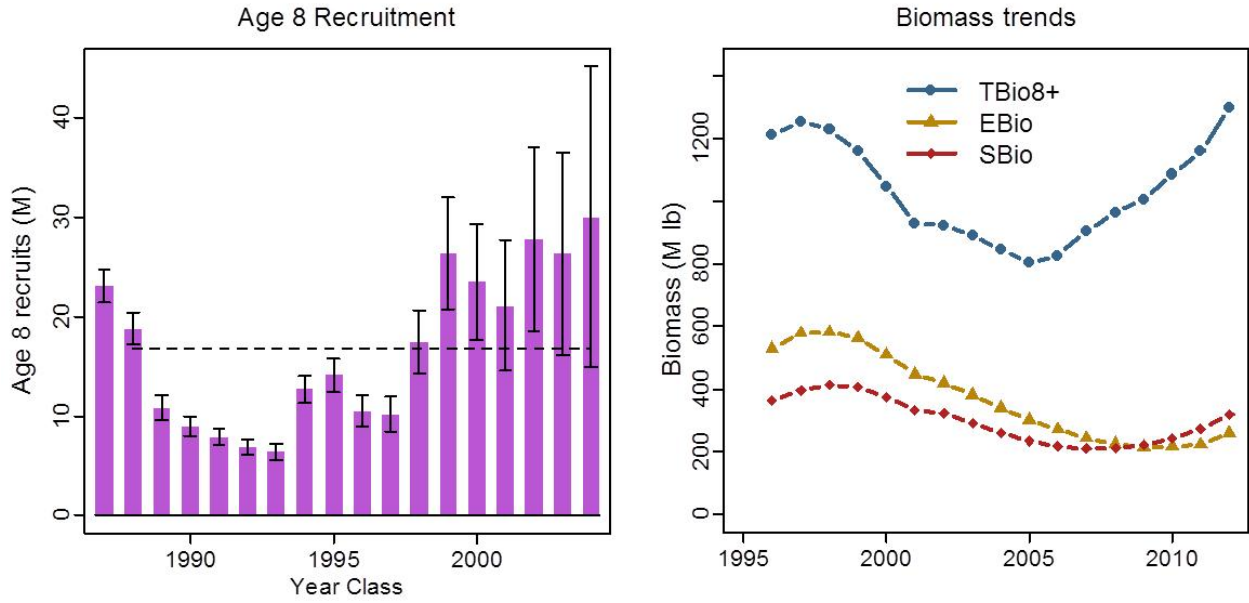 Age 8 Recruitment
Age 8 recruits (M)
40
30
20
10
0
1990 1995 2000
Year Class
Biomass trends
Biomass (M lb)
1200
800
600
400
200
0
TBio8+
EBio
SBio
1995 2000 2005 2010